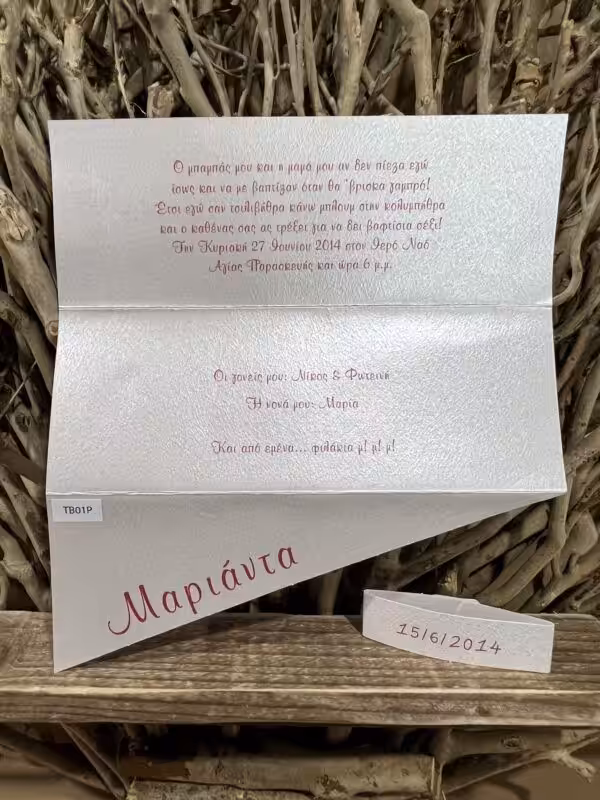 Ο μπαμπάς μου και η μαμά μου αν δεν πίεζα εγώ
ίσως και να με βαπτίζαν όταν θα 'βρισκα γαμπρό!
Έτσι εγώ σαν τσιλιβήθρα κάνω μπλουμ στην κολυμπήθρα
και ο καθένας σας ας τρέξει για να δει βαφτίσια σέξι!
Την Κυριακή 27 Ιουνίου 2014 στον Ιερό Ναό
Αγίας Παρασκευής και ώρα 6 μ.μ.
Οι γονείς μου: Νίκος & Φωτεινή
Η νονά μου: Μαρία
Και από εμένα... φιλάκια μ! μ! μ!
TB01P
Μαριάντα
15/6/2014